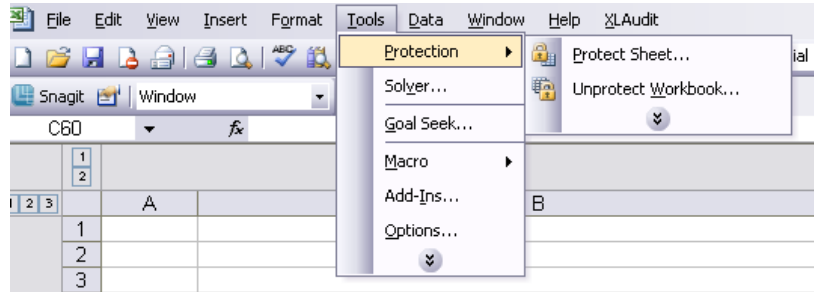 File Edit View Insert Format Tools Data Window Help XLAudit
ABC
ial
Protection
Protect Sheet...
Unprotect Workbook...
Snagit Window
Solver...
C60 fx
Goal Seek...
Macro
Add-Ins...
Options...
1
2
1 2 3
A B
1
2
3